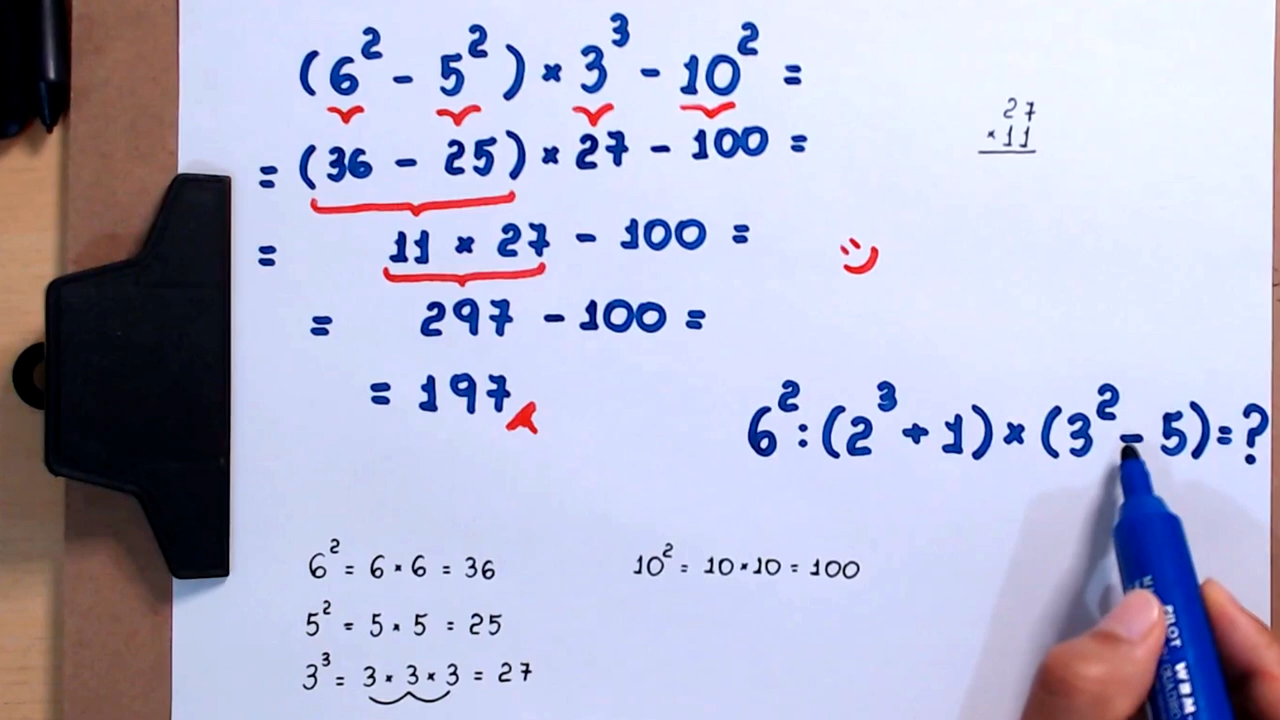 (6² - 5²) × 3³ - 10² =
= (36 - 25) × 27 - 100 =
= 11 × 27 - 100 =
= 297 - 100 =
= 197
27
× 11
6² : (2³ + 1) × (3² - 5) = ?
6² = 6 × 6 = 36
5² = 5 × 5 = 25
3³ = 3 × 3 × 3 = 27
10² = 10 × 10 = 100
PILOT WBM